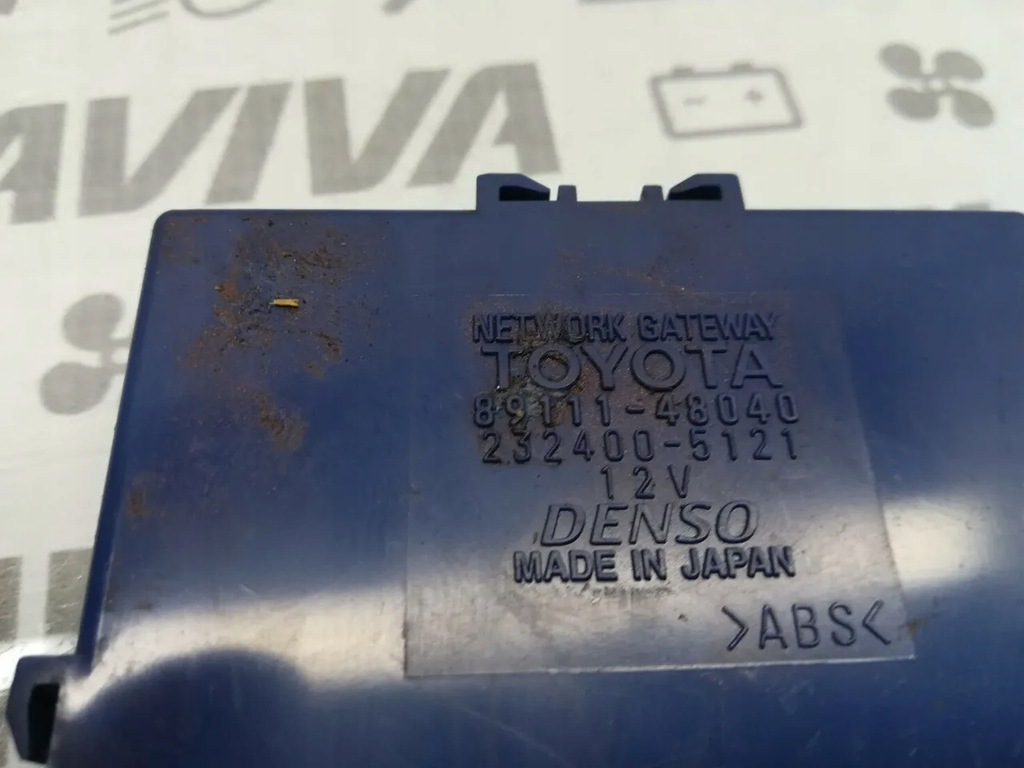 AVIVA
NETWORK GATEWAY
TOYOTA
89111-48040
232400-5121
12V
DENSO
MADE IN JAPAN
>ABS<